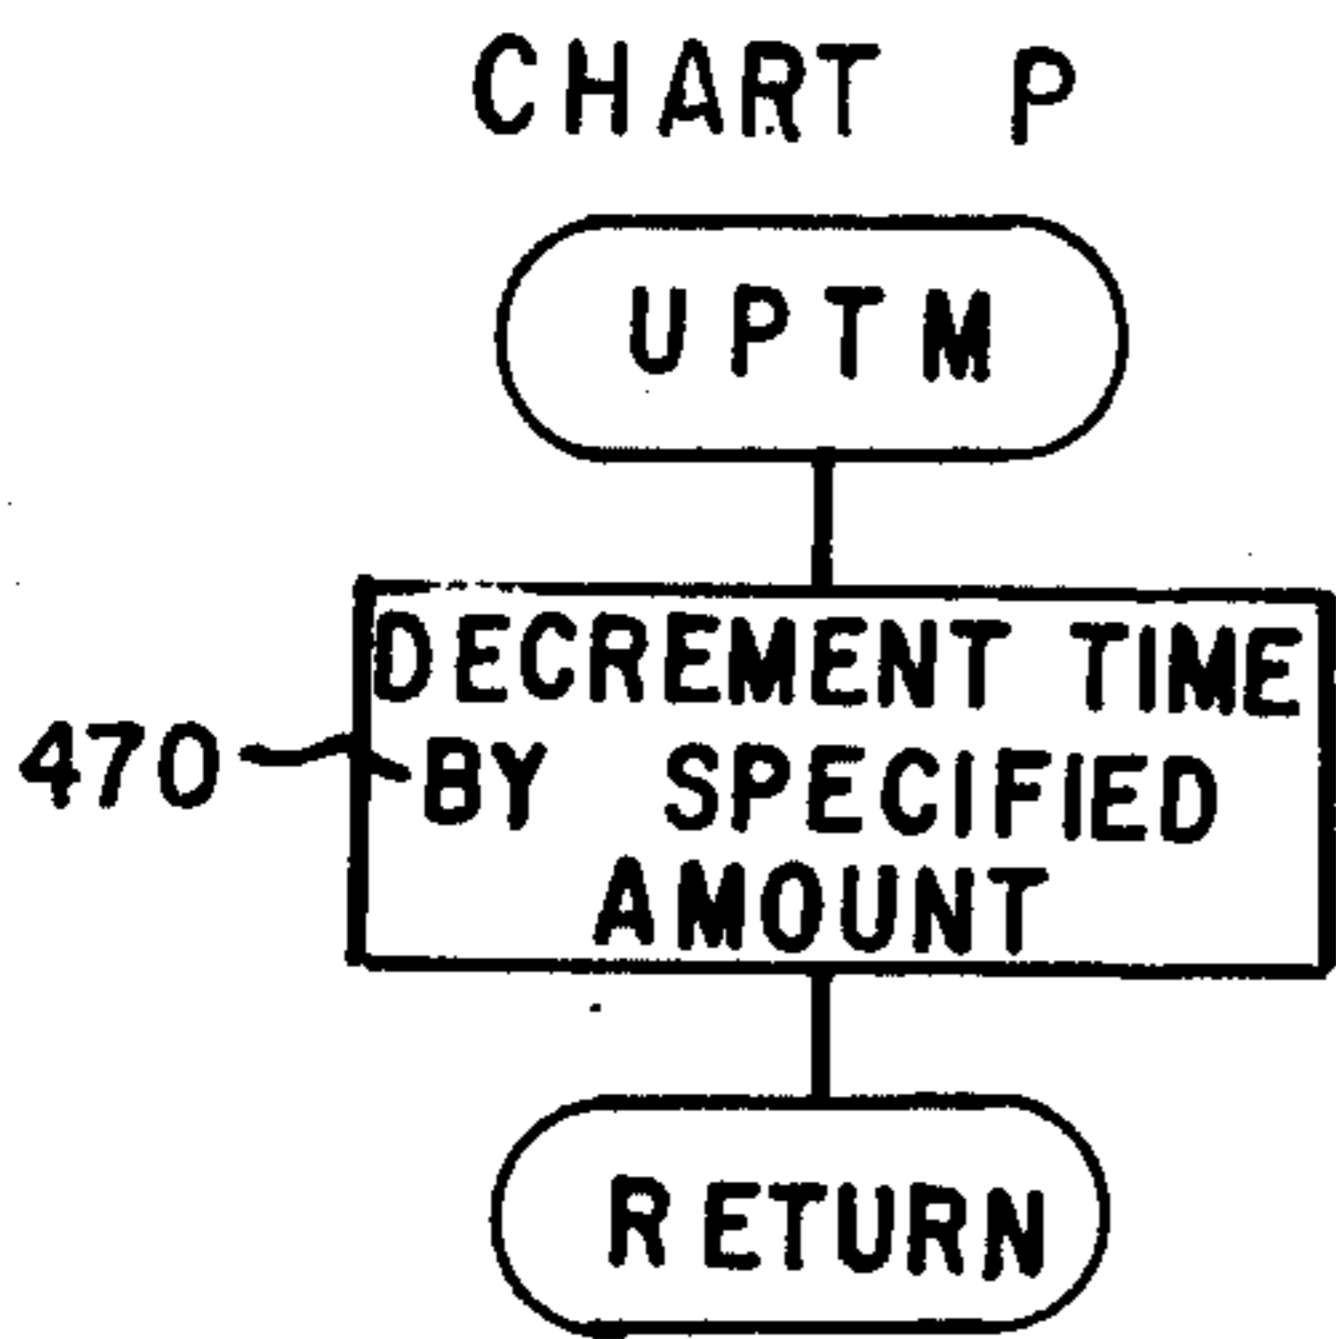 CHART P
UPTM
DECREMENT TIME
470 BY SPECIFIED
AMOUNT
RETURN